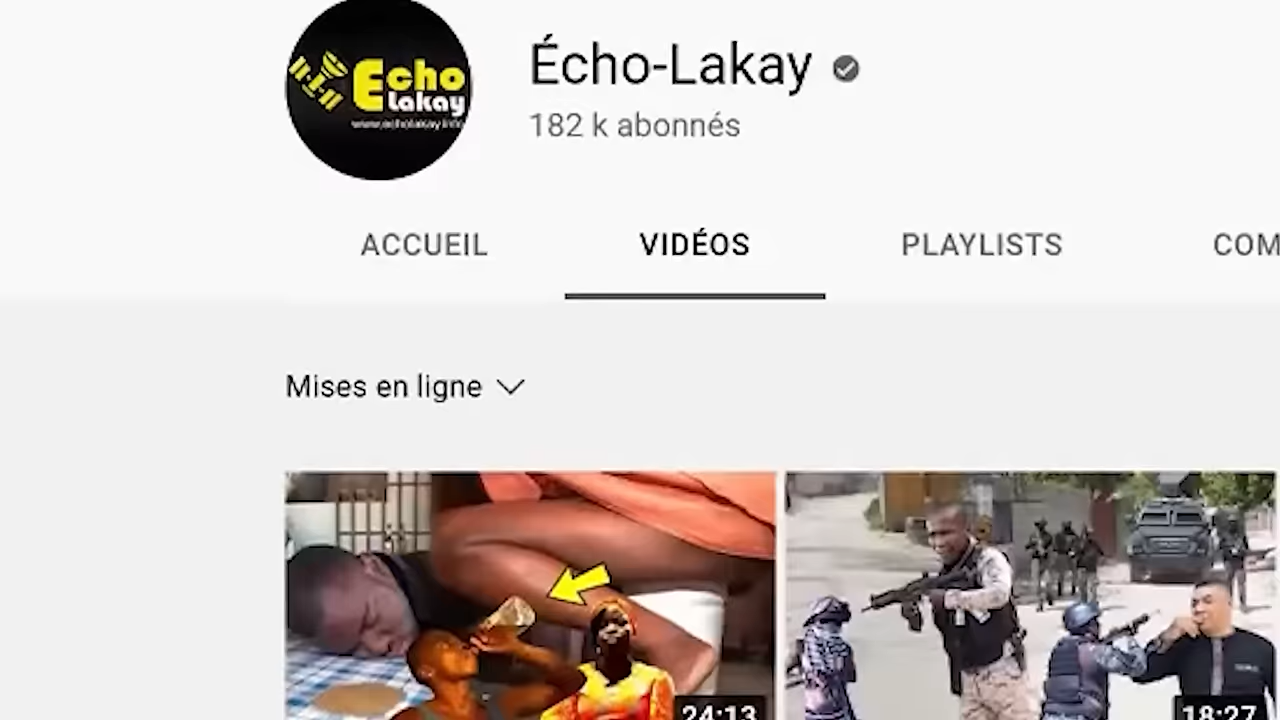 Echo
Lakay
Écho-Lakay
182 k abonnés
ACCUEIL
VIDÉOS
PLAYLISTS
COM
Mises en ligne
24:13
18:27